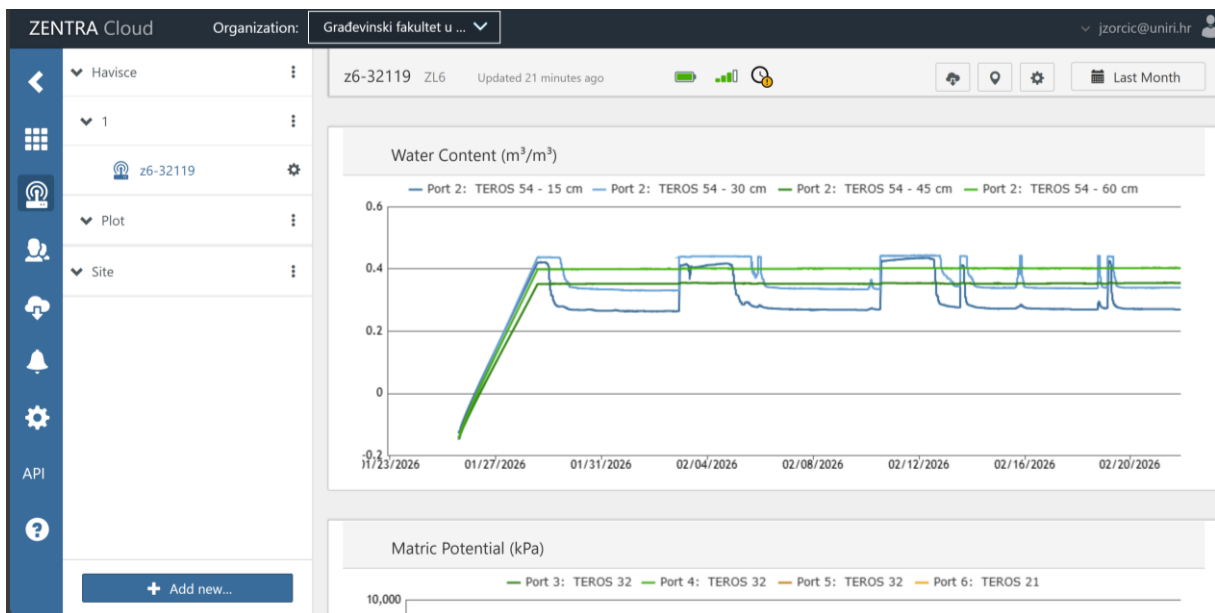 ZENTRA Cloud Organization: Građevinski fakultet u ... jzorcic@uniri.hr
Havisce
1
z6-32119
Plot
Site
API
Add new...
z6-32119 ZL6 Updated 21 minutes ago Last Month
Water Content (m³/m³)
Port 2: TEROS 54 - 15 cm Port 2: TEROS 54 - 30 cm Port 2: TEROS 54 - 45 cm Port 2: TEROS 54 - 60 cm
0.6
0.4
0.2
0
-0.2
01/23/2026 01/27/2026 01/31/2026 02/04/2026 02/08/2026 02/12/2026 02/16/2026 02/20/2026
Matric Potential (kPa)
Port 3: TEROS 32 Port 4: TEROS 32 Port 5: TEROS 32 Port 6: TEROS 21
10,000